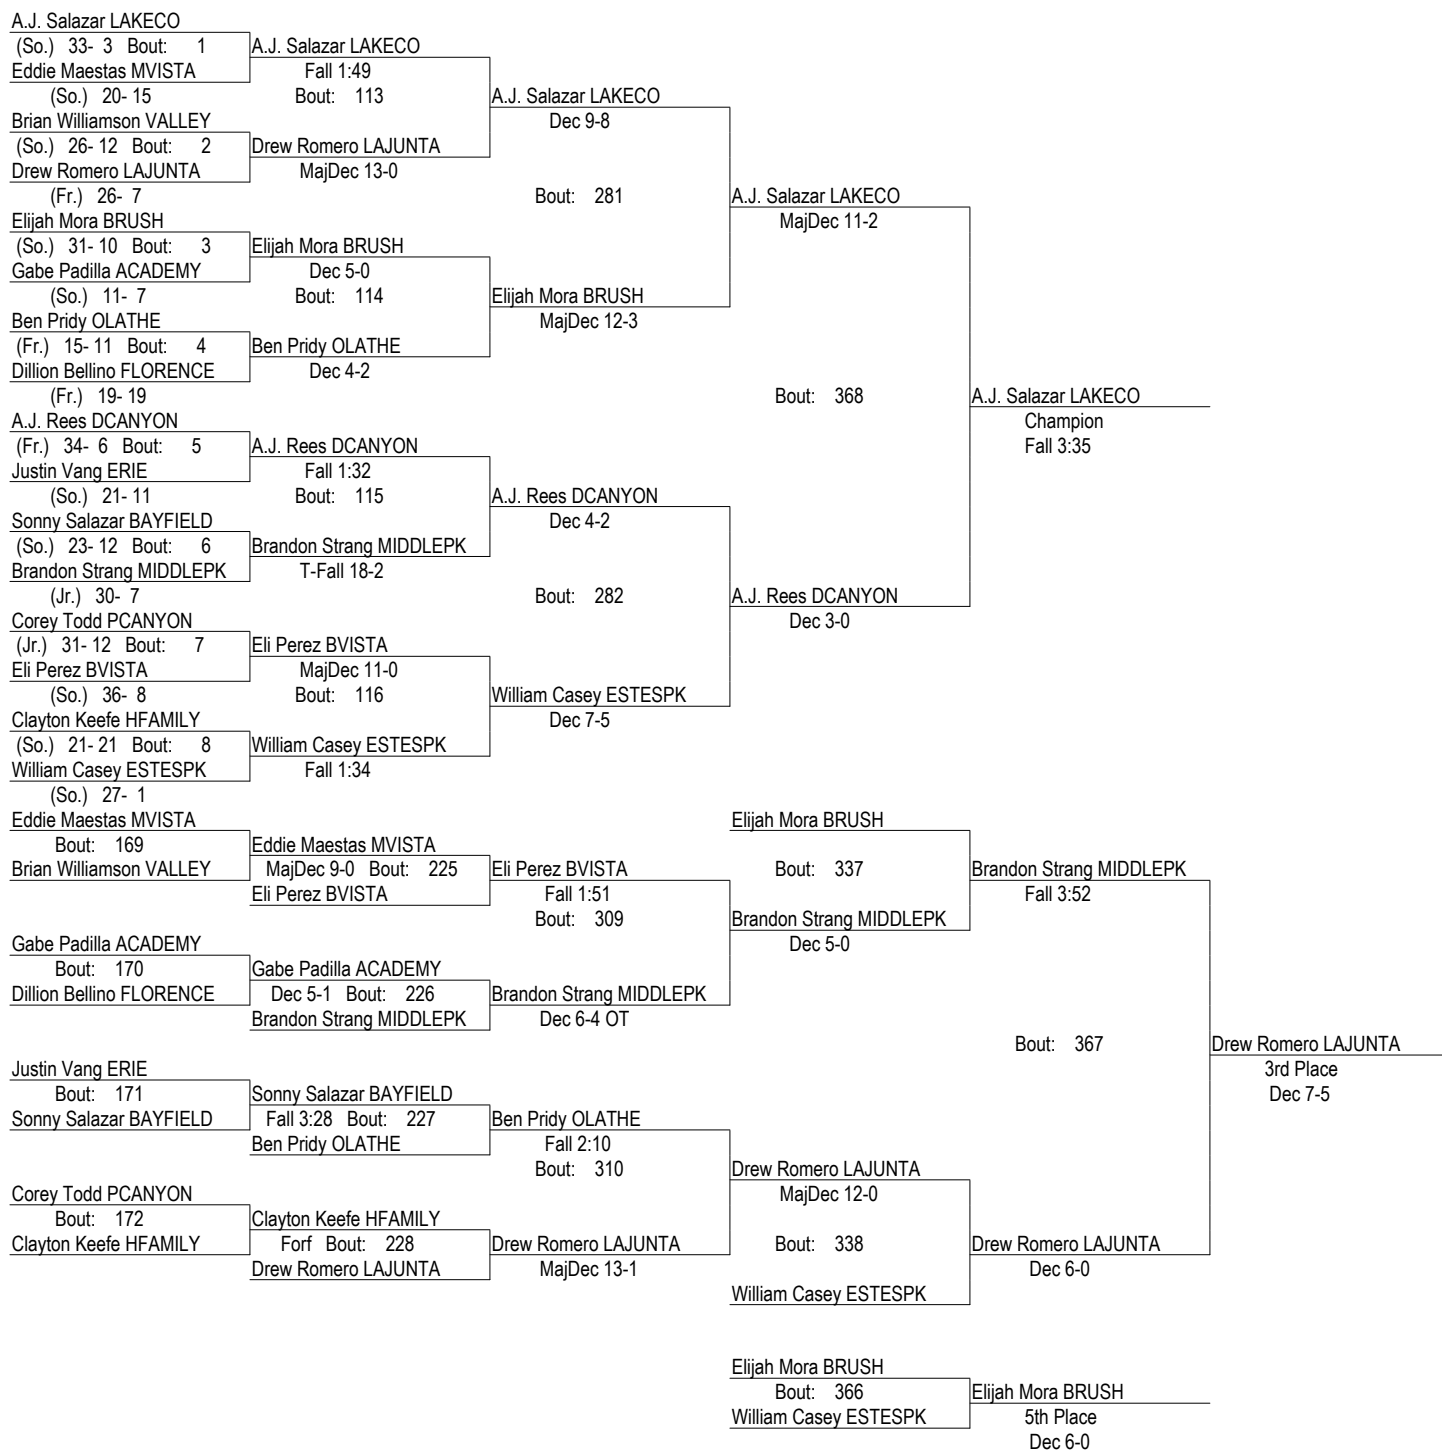 A.J. Salazar LAKECO
(So.) 33- 3 Bout: 1
A.J. Salazar LAKECO
Eddie Maestas MVISTA
Fall 1:49
(So.) 20- 15
Bout: 113
A.J. Salazar LAKECO
Brian Williamson VALLEY
Dec 9-8
(So.) 26- 12 Bout: 2
Drew Romero LAJUNTA
Drew Romero LAJUNTA
MajDec 13-0
(Fr.) 26- 7
Bout: 281
A.J. Salazar LAKECO
Elijah Mora BRUSH
MajDec 11-2
(So.) 31- 10 Bout: 3
Elijah Mora BRUSH
Gabe Padilla ACADEMY
Dec 5-0
(So.) 11- 7
Bout: 114
Elijah Mora BRUSH
Ben Pridy OLATHE
MajDec 12-3
(Fr.) 15- 11 Bout: 4
Ben Pridy OLATHE
Dillion Bellino FLORENCE
Dec 4-2
(Fr.) 19- 19
Bout: 368
A.J. Salazar LAKECO
A.J. Rees DCANYON
Champion
(Fr.) 34- 6 Bout: 5
A.J. Rees DCANYON
Fall 3:35
Justin Vang ERIE
Fall 1:32
(So.) 21- 11
Bout: 115
A.J. Rees DCANYON
Sonny Salazar BAYFIELD
Dec 4-2
(So.) 23- 12 Bout: 6
Brandon Strang MIDDLEPK
Brandon Strang MIDDLEPK
T-Fall 18-2
(Jr.) 30- 7
Bout: 282
A.J. Rees DCANYON
Corey Todd PCANYON
Dec 3-0
(Jr.) 31- 12 Bout: 7
Eli Perez BVISTA
Eli Perez BVISTA
MajDec 11-0
(So.) 36- 8
Bout: 116
William Casey ESTESPK
Clayton Keefe HFAMILY
Dec 7-5
(So.) 21- 21 Bout: 8
William Casey ESTESPK
William Casey ESTESPK
Fall 1:34
(So.) 27- 1
Eddie Maestas MVISTA
Elijah Mora BRUSH
Bout: 169
Eddie Maestas MVISTA
Brian Williamson VALLEY
MajDec 9-0 Bout: 225
Eli Perez BVISTA
Bout: 337
Brandon Strang MIDDLEPK
Eli Perez BVISTA
Fall 1:51
Fall 3:52
Bout: 309
Brandon Strang MIDDLEPK
Gabe Padilla ACADEMY
Dec 5-0
Bout: 170
Gabe Padilla ACADEMY
Dillion Bellino FLORENCE
Dec 5-1 Bout: 226
Brandon Strang MIDDLEPK
Brandon Strang MIDDLEPK
Dec 6-4 OT
Bout: 367
Drew Romero LAJUNTA
Justin Vang ERIE
3rd Place
Bout: 171
Sonny Salazar BAYFIELD
Dec 7-5
Sonny Salazar BAYFIELD
Fall 3:28 Bout: 227
Ben Pridy OLATHE
Ben Pridy OLATHE
Fall 2:10
Bout: 310
Drew Romero LAJUNTA
Corey Todd PCANYON
MajDec 12-0
Bout: 172
Clayton Keefe HFAMILY
Clayton Keefe HFAMILY
Forf Bout: 228
Drew Romero LAJUNTA
Bout: 338
Drew Romero LAJUNTA
Drew Romero LAJUNTA
MajDec 13-1
Dec 6-0
William Casey ESTESPK
Elijah Mora BRUSH
Bout: 366
Elijah Mora BRUSH
William Casey ESTESPK
5th Place
Dec 6-0